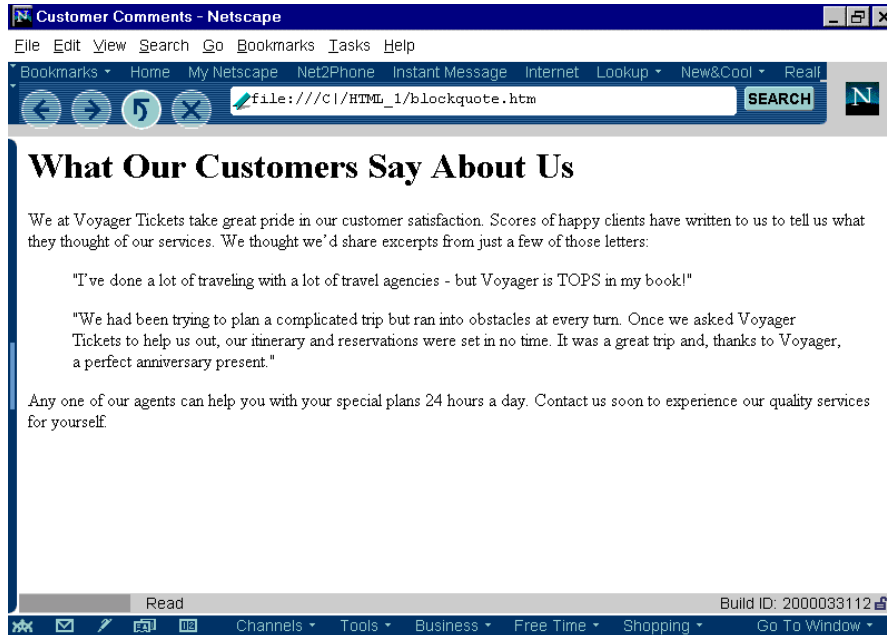 N Customer Comments - Netscape
File Edit View Search Go Bookmarks Tasks Help
Bookmarks Home My Netscape Net2Phone Instant Message Internet Lookup New&Cool
file:///C|/HTML_1/blockquote.htm SEARCH N
What Our Customers Say About Us
We at Voyager Tickets take great pride in our customer satisfaction. Scores of happy clients have written to us to tell us what
they thought of our services. We thought we'd share excerpts from just a few of those letters:
"I've done a lot of traveling with a lot of travel agencies - but Voyager is TOPS in my book!"
"We had been trying to plan a complicated trip but ran into obstacles at every turn. Once we asked Voyager
Tickets to help us out, our itinerary and reservations were set in no time. It was a great trip and, thanks to Voyager,
a perfect anniversary present."
Any one of our agents can help you with your special plans 24 hours a day. Contact us soon to experience our quality services
for yourself.
Read Build ID: 2000033112
Channels Tools Business Free Time Shopping Go To Window